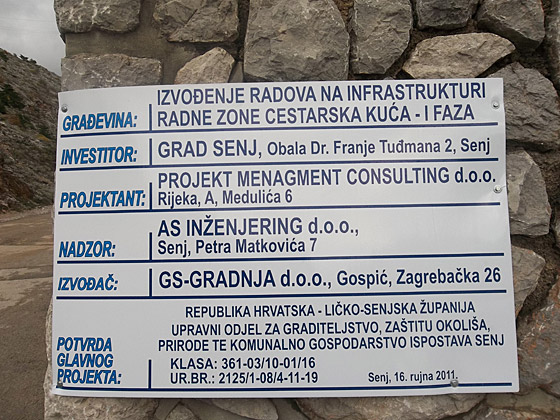 GRAĐEVINA: IZVOĐENJE RADOVA NA INFRASTRUKTURI
RADNE ZONE CESTARSKA KUĆA - I FAZA
INVESTITOR: GRAD SENJ, Obala Dr. Franje Tuđmana 2, Senj
PROJEKTANT: PROJEKT MENAGMENT CONSULTING d.o.o.
Rijeka, A, Medulića 6
NADZOR: AS INŽENJERING d.o.o.,
Senj, Petra Matkovića 7
IZVOĐAČ: GS-GRADNJA d.o.o., Gospić, Zagrebačka 26
POTVRDA
GLAVNOG
PROJEKTA:
REPUBLIKA HRVATSKA - LIČKO-SENJSKA ŽUPANIJA
UPRAVNI ODJEL ZA GRADITELJSTVO, ZAŠTITU OKOLIŠA,
PRIRODE TE KOMUNALNO GOSPODARSTVO ISPOSTAVA SENJ
KLASA: 361-03/10-01/16
UR.BR.: 2125/1-08/4-11-19 Senj, 16. rujna 2011.